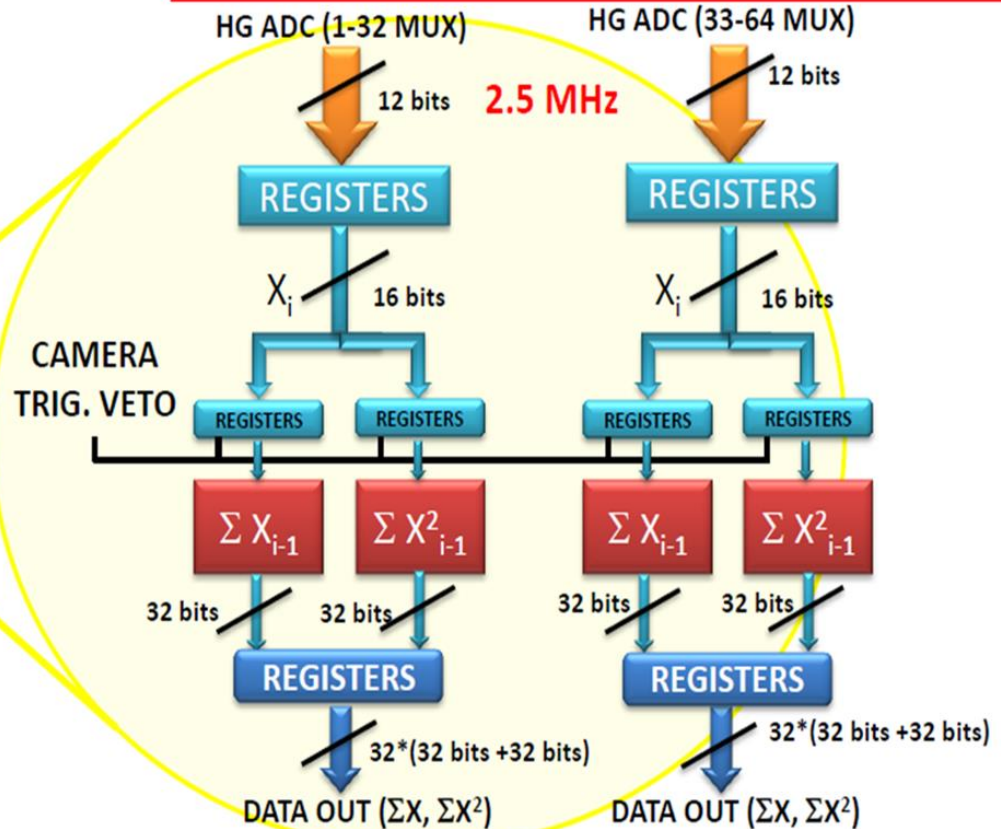 HG ADC (1-32 MUX)
HG ADC (33-64 MUX)
12 bits
2.5 MHz
12 bits
REGISTERS
REGISTERS
Xi
16 bits
Xi
16 bits
CAMERA
TRIG. VETO
REGISTERS
REGISTERS
REGISTERS
REGISTERS
Σ Xi-1
Σ X²i-1
Σ Xi-1
Σ X²i-1
32 bits
32 bits
32 bits
32 bits
REGISTERS
REGISTERS
32*(32 bits +32 bits)
32*(32 bits +32 bits)
DATA OUT (ΣX, ΣX²)
DATA OUT (ΣX, ΣX²)